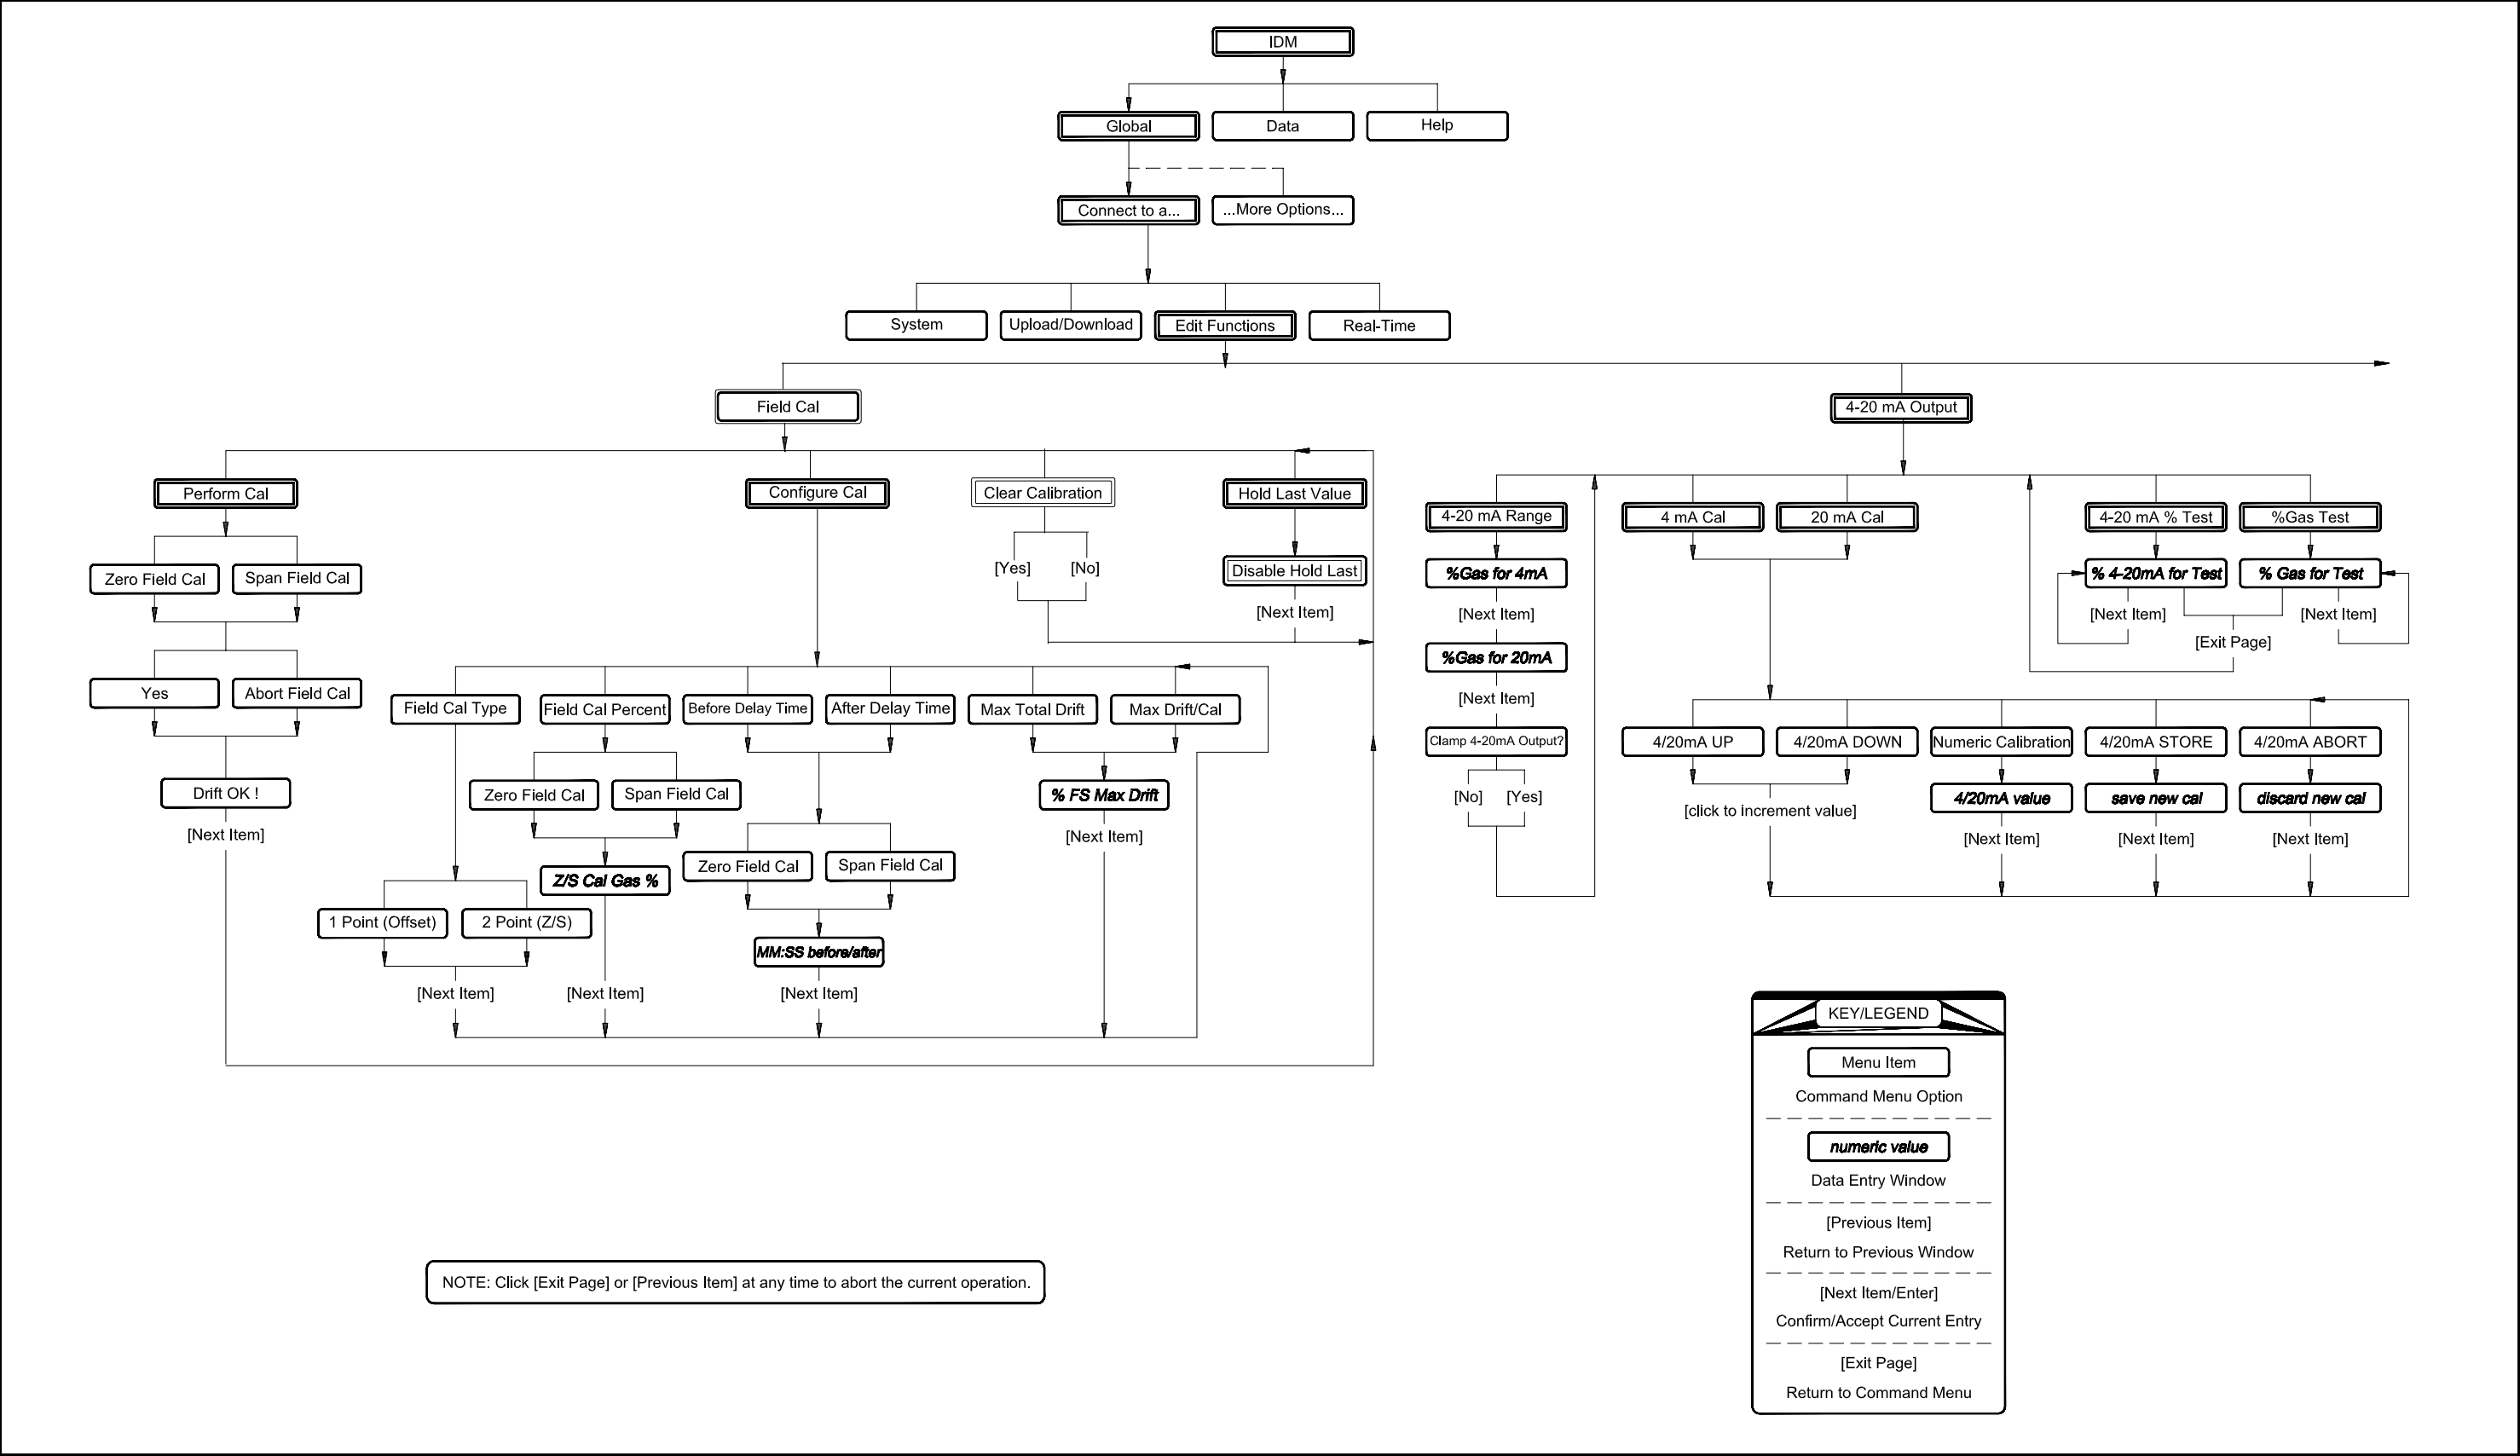 IDM
Global
Data
Help
Connect to a...
...More Options...
System
Upload/Download
Edit Functions
Real-Time
Field Cal
4-20 mA Output
Perform Cal
Configure Cal
Clear Calibration
Hold Last Value
[Yes]
[No]
Disable Hold Last
[Next Item]
Zero Field Cal
Span Field Cal
Yes
Abort Field Cal
Drift OK !
[Next Item]
Field Cal Type
Field Cal Percent
Before Delay Time
After Delay Time
Max Total Drift
Max Drift/Cal
Zero Field Cal
Span Field Cal
% FS Max Drift
[Next Item]
Z/S Cal Gas %
Zero Field Cal
Span Field Cal
1 Point (Offset)
2 Point (Z/S)
MM:SS before/after
[Next Item]
[Next Item]
[Next Item]
4-20 mA Range
4 mA Cal
20 mA Cal
4-20 mA % Test
%Gas Test
%Gas for 4mA
% 4-20mA for Test
% Gas for Test
[Next Item]
[Next Item]
[Next Item]
[Exit Page]
%Gas for 20mA
[Next Item]
Clamp 4-20mA Output?
[No]
[Yes]
4/20mA UP
4/20mA DOWN
Numeric Calibration
4/20mA STORE
4/20mA ABORT
[click to increment value]
4/20mA value
save new cal
discard new cal
[Next Item]
[Next Item]
[Next Item]
KEY/LEGEND
Menu Item
Command Menu Option
numeric value
Data Entry Window
[Previous Item]
Return to Previous Window
[Next Item/Enter]
Confirm/Accept Current Entry
[Exit Page]
Return to Command Menu
NOTE: Click [Exit Page] or [Previous Item] at any time to abort the current operation.